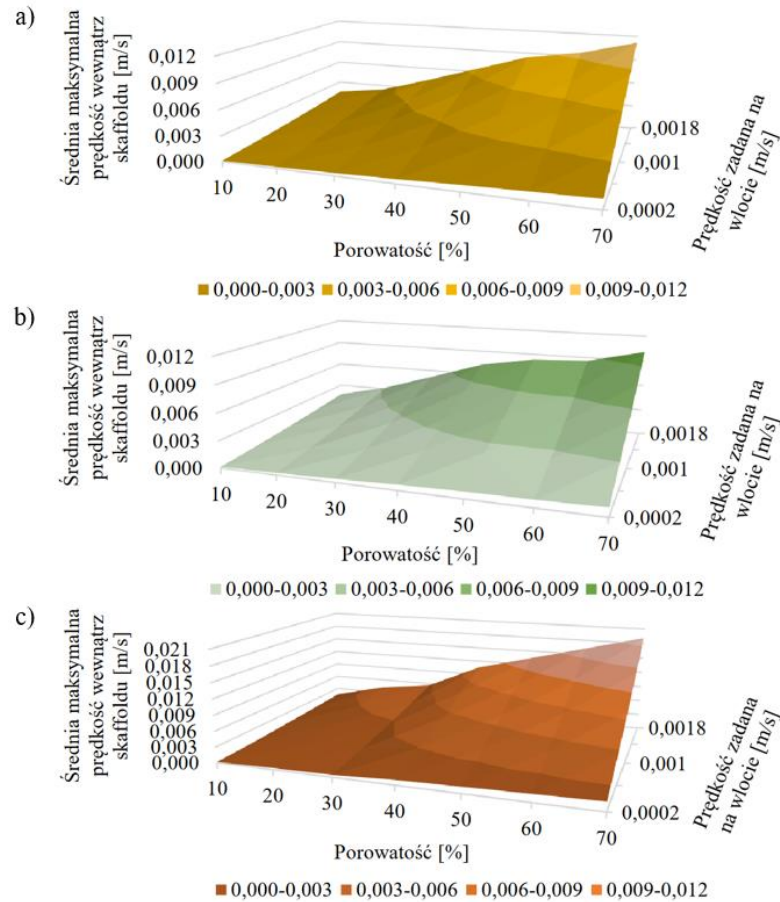 a)
Średnia maksymalna
prędkość wewnątrz
skaffoldu [m/s]
0,012
0,009
0,006
0,003
0,000
10
20
30
40
50
60
70
Porowatość [%]
0,0018
0,001
0,0002
Prędkość zadana na
wlocie [m/s]
0,000-0,003 0,003-0,006 0,006-0,009 0,009-0,012
b)
Średnia maksymalna
prędkość wewnątrz
skaffoldu [m/s]
0,012
0,009
0,006
0,003
0,000
10
20
30
40
50
60
70
Porowatość [%]
0,0018
0,001
0,0002
Prędkość zadana na
wlocie [m/s]
0,000-0,003 0,003-0,006 0,006-0,009 0,009-0,012
c)
Średnia maksymalna
prędkość wewnątrz
skaffoldu [m/s]
0,021
0,018
0,015
0,012
0,009
0,006
0,003
0,000
10
20
30
40
50
60
70
Porowatość [%]
0,0018
0,001
0,0002
Prędkość zadana
na wlocie [m/s]
0,000-0,003 0,003-0,006 0,006-0,009 0,009-0,012